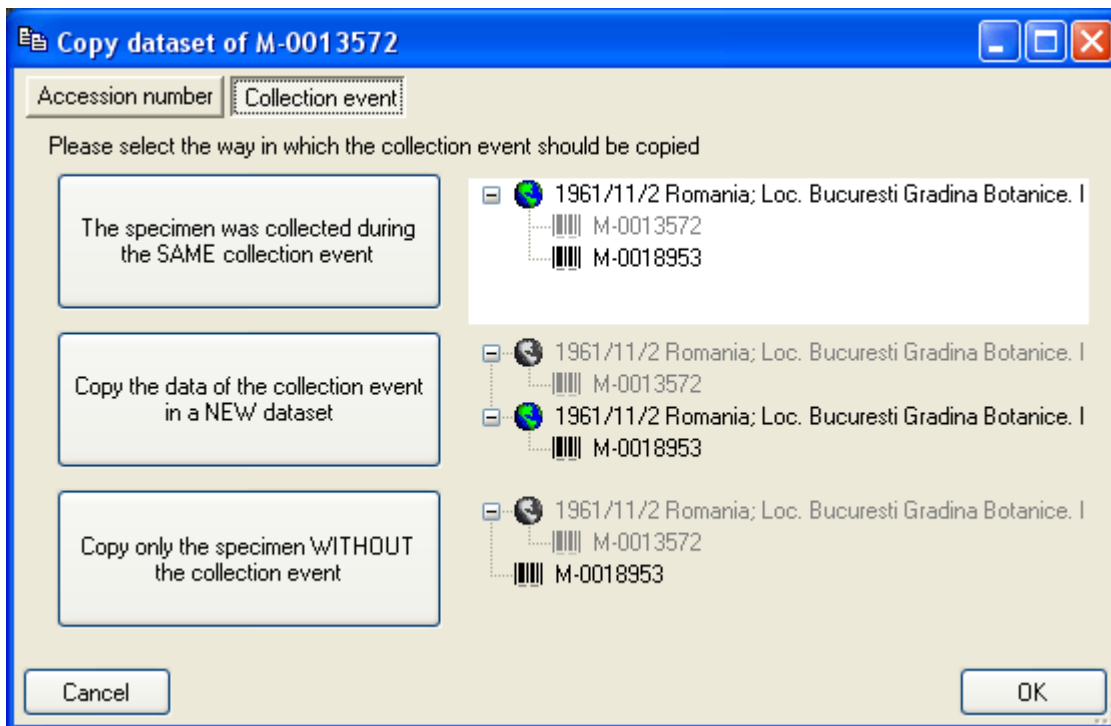 Copy dataset of M-0013572
Accession number
Collection event
Please select the way in which the collection event should be copied
The specimen was collected during
the SAME collection event
1961/11/2 Romania; Loc. Bucuresti Gradina Botanice. I
M-0013572
M-0018953
Copy the data of the collection event
in a NEW dataset
1961/11/2 Romania; Loc. Bucuresti Gradina Botanice. I
M-0013572
1961/11/2 Romania; Loc. Bucuresti Gradina Botanice. I
M-0018953
Copy only the specimen WITHOUT
the collection event
1961/11/2 Romania; Loc. Bucuresti Gradina Botanice. I
M-0013572
M-0018953
Cancel
OK